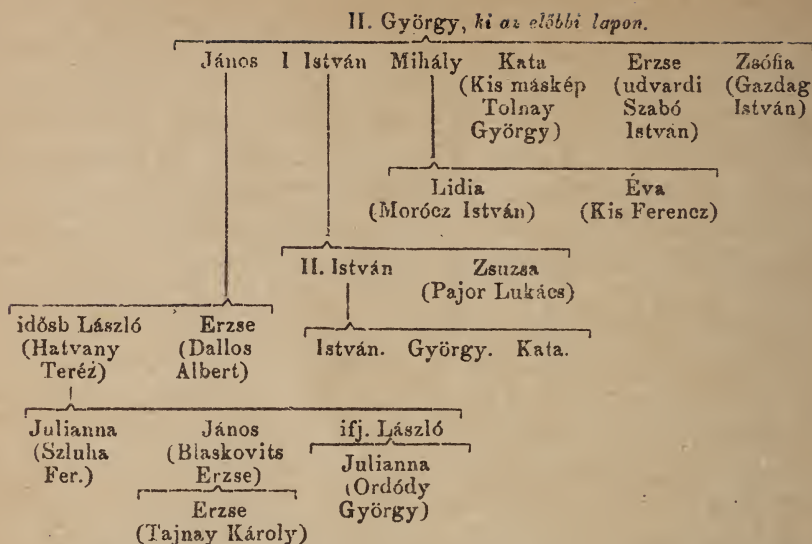 II. György, ki az előbbi lapon.
János I István Mihály Kata Erzse Zsófia
(Kis máskép (udvardi (Gazdag
Tolnay Szabó István)
György) István)
Lidia Éva
(Morócz István) (Kis Ferencz)
II. István Zsuzsa
(Pajor Lukács)
idősb László Erzse
(Hatvany (Dallos
Teréz) Albert)
István. György. Kata.
Julianna János ifj. László
(Szluha (Blaskovits Julianna
Fer.) Erzse) (Ordódy
György)
Erzse
(Tajnay Károly)